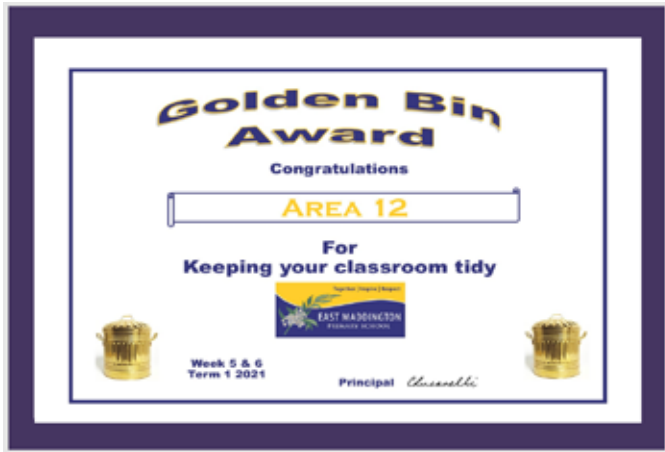 Golden Bin
Award
Congratulations
AREA 12
For
Keeping your classroom tidy
EAST MADDINGTON
PRIMARY SCHOOL
Week 5 & 6
Term 1 2021
Principal